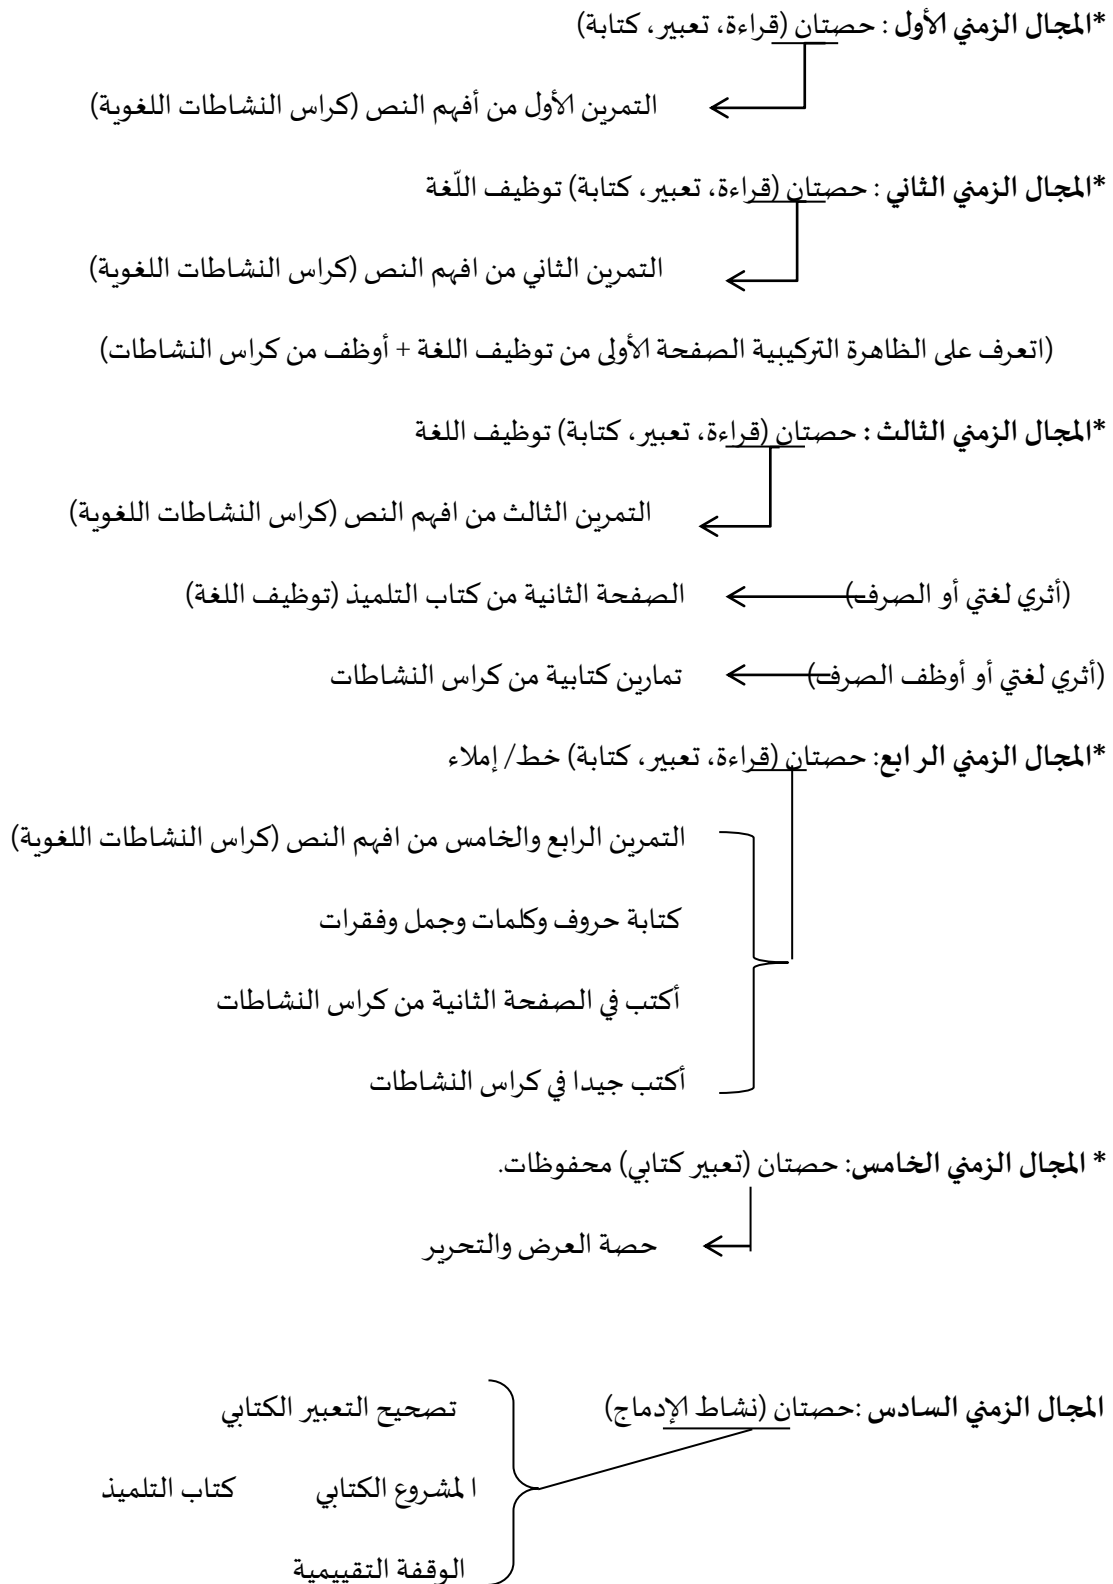 *المجال الزمني الأول : حصتان (قراءة، تعبير، كتابة)
التمرين الأول من أفهم النص (كراس النشاطات اللغوية)
*المجال الزمني الثاني : حصتان (قراءة، تعبير، كتابة) توظيف اللّغة
التمرين الثاني من افهم النص (كراس النشاطات اللغوية)
(اتعرف على الظاهرة التركيبية الصفحة الأولى من توظيف اللغة + أوظف من كراس النشاطات)
*المجال الزمني الثالث : حصتان (قراءة، تعبير، كتابة) توظيف اللغة
التمرين الثالث من افهم النص (كراس النشاطات اللغوية)
(أثري لغتي أو الصرف) الصفحة الثانية من كتاب التلميذ (توظيف اللغة)
(أثري لغتي أو أوظف الصرف) تمارين كتابية من كراس النشاطات
*المجال الزمني الر ابع: حصتان (قراءة، تعبير، كتابة) خط/ إملاء
التمرين الرابع والخامس من افهم النص (كراس النشاطات اللغوية)
كتابة حروف وكلمات وجمل وفقرات
أكتب في الصفحة الثانية من كراس النشاطات
أكتب جيدا في كراس النشاطات
* المجال الزمني الخامس: حصتان (تعبير كتابي) محفوظات.
حصة العرض والتحرير
المجال الزمني السادس :حصتان (نشاط الإدماج) تصحيح التعبير الكتابي
ا لمشروع الكتابي كتاب التلميذ
الوقفة التقييمية